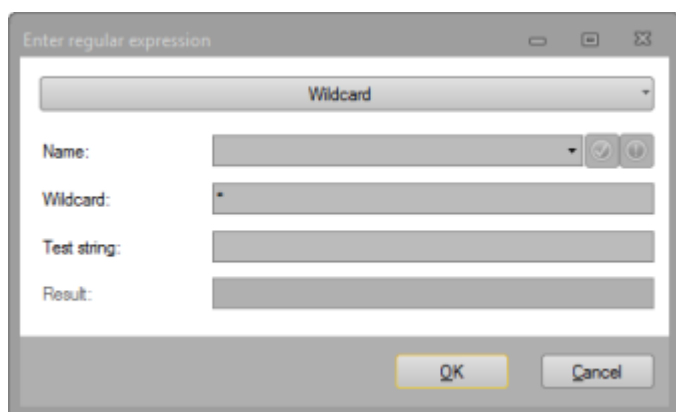 Enter regular expression
Wildcard
Name:
Wildcard: *
Test string:
Result:
OK Cancel